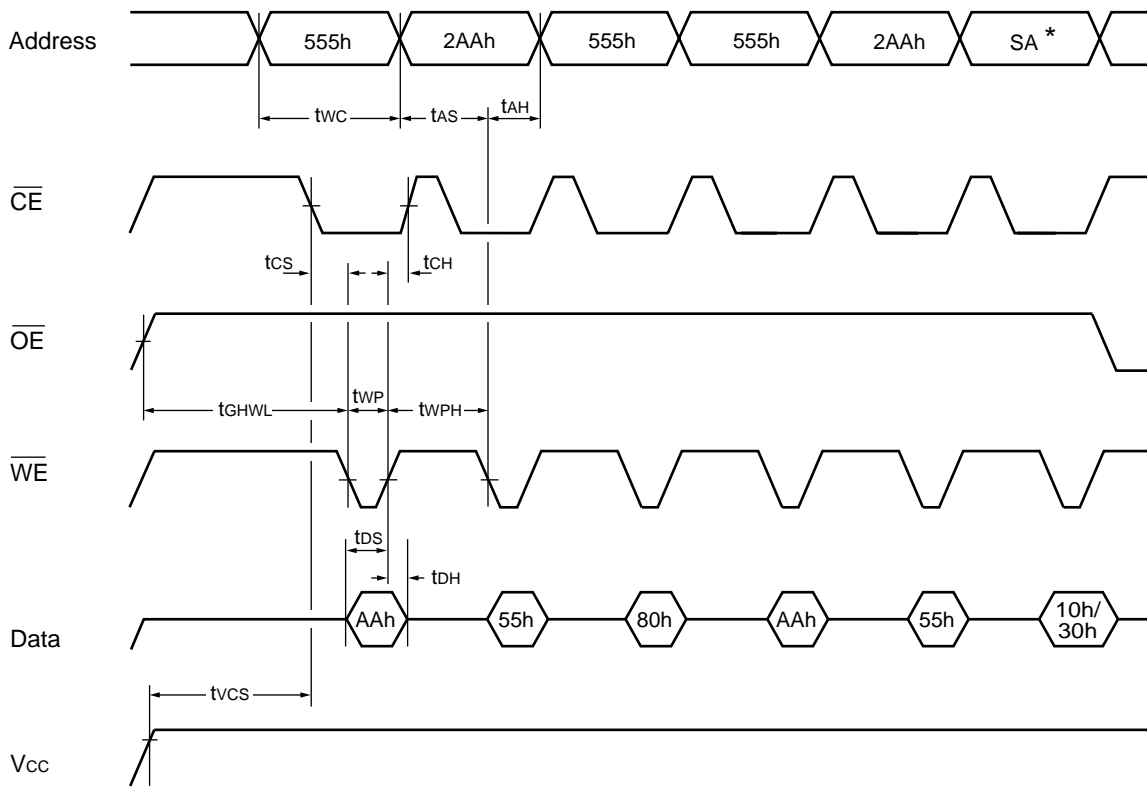 Address 555h 2AAh 555h 555h 2AAh SA *
tWC tAS tAH
CE
tCS tCH
OE
tGHWL tWP tWPH
WE
tDS
tDH
Data AAh 55h 80h AAh 55h 10h/
30h
tVCS
VCC